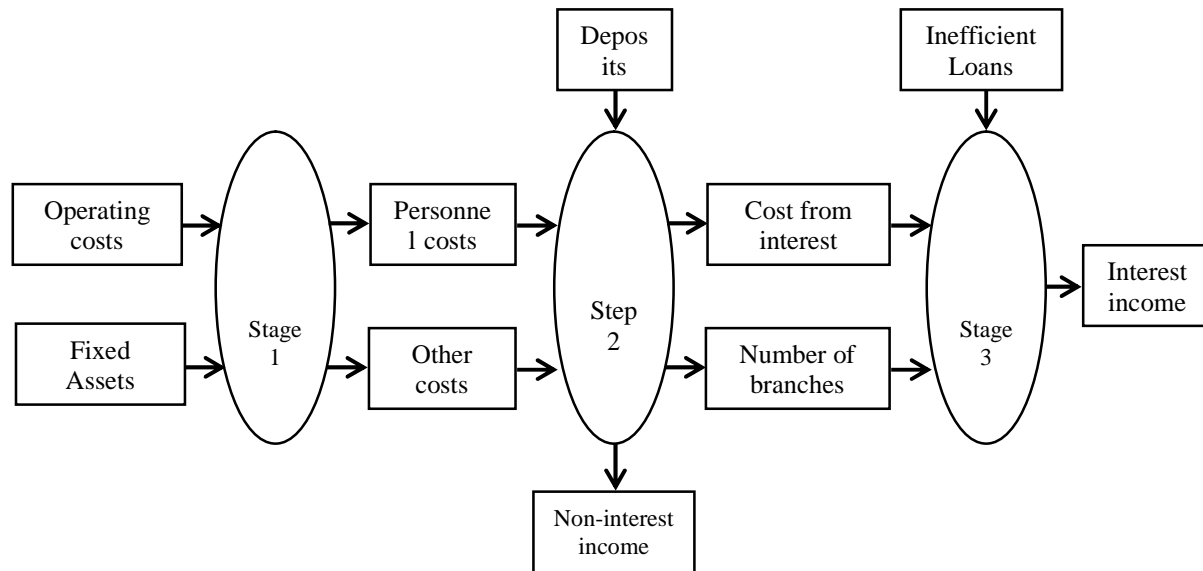 Depos
its
Inefficient
Loans
Operating
costs
Personne
l costs
Cost from
interest
Interest
income
Stage
1
Step
2
Stage
3
Fixed
Assets
Other
costs
Number of
branches
Non-interest
income